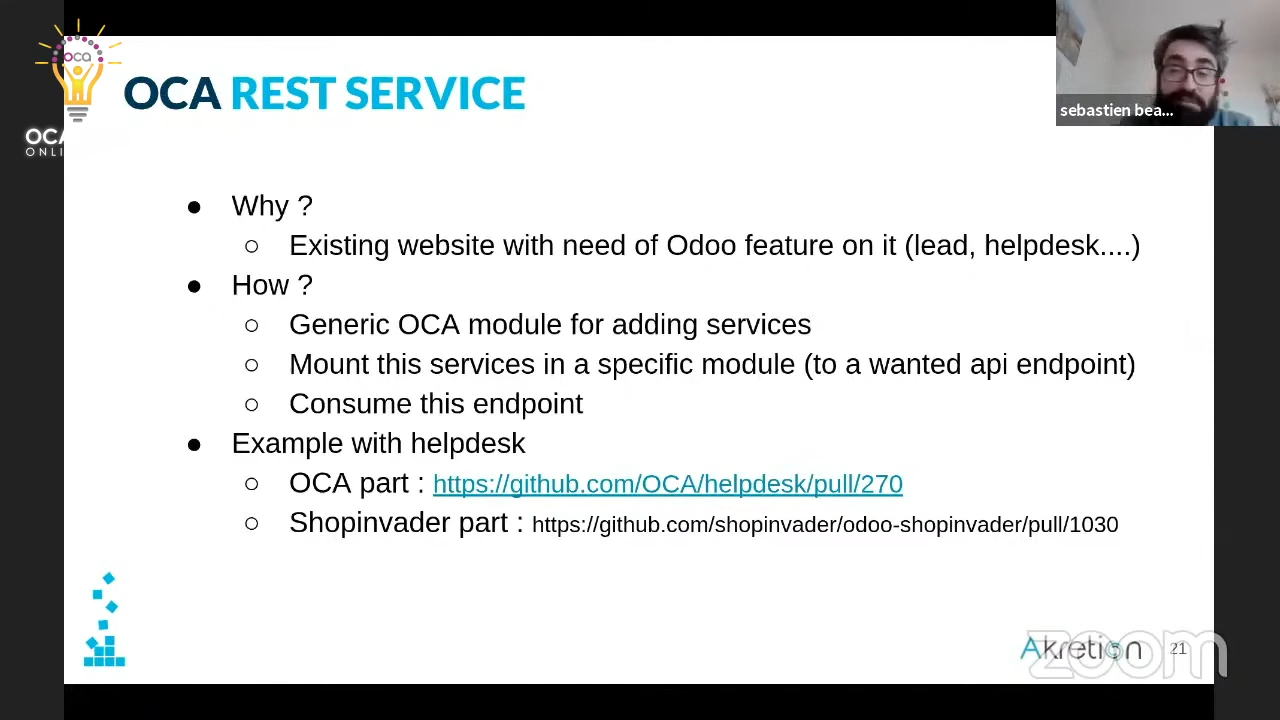 oca
OCA REST SERVICE
sebastien bea...
OCA
ONLI
● Why ?
○ Existing website with need of Odoo feature on it (lead, helpdesk....)
● How ?
○ Generic OCA module for adding services
○ Mount this services in a specific module (to a wanted api endpoint)
○ Consume this endpoint
● Example with helpdesk
○ OCA part : https://github.com/OCA/helpdesk/pull/270
○ Shopinvader part : https://github.com/shopinvader/odoo-shopinvader/pull/1030
Akretion
zoom
21